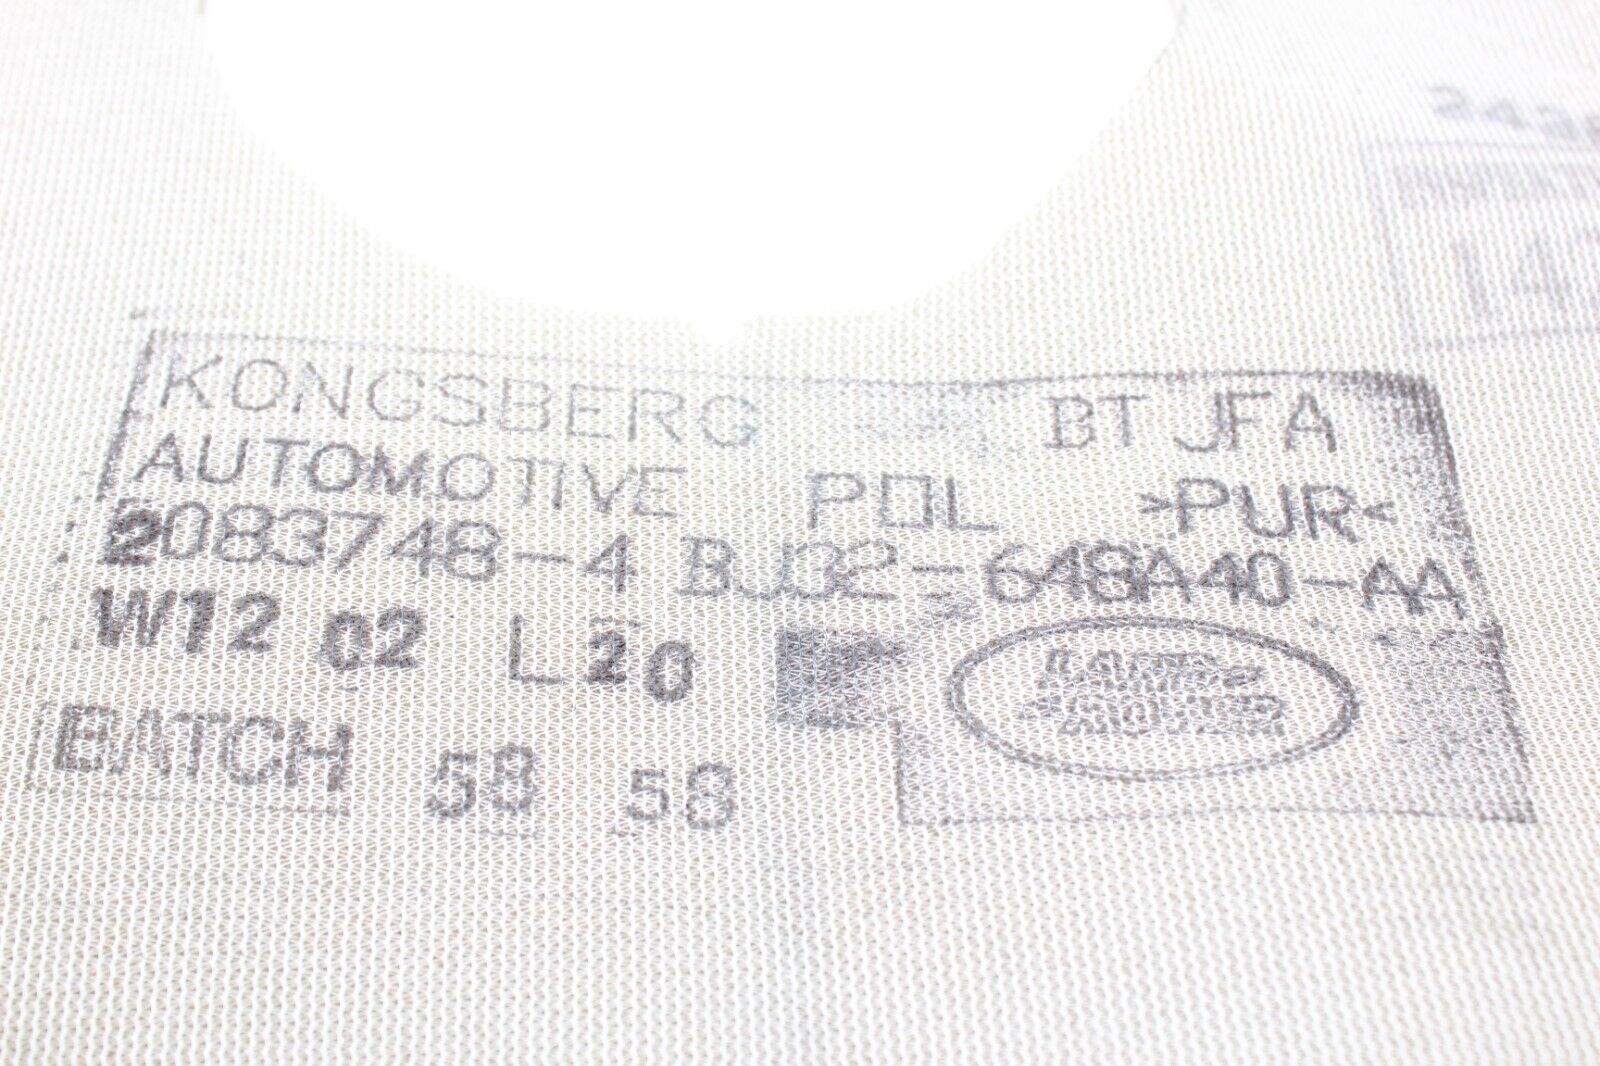 KONGSBERG BT JFA
AUTOMOTIVE POL >PUR<
2083748-4 BJ32-648A40-AA
W12 02 L20
LAND ROVER
BATCH 58 58